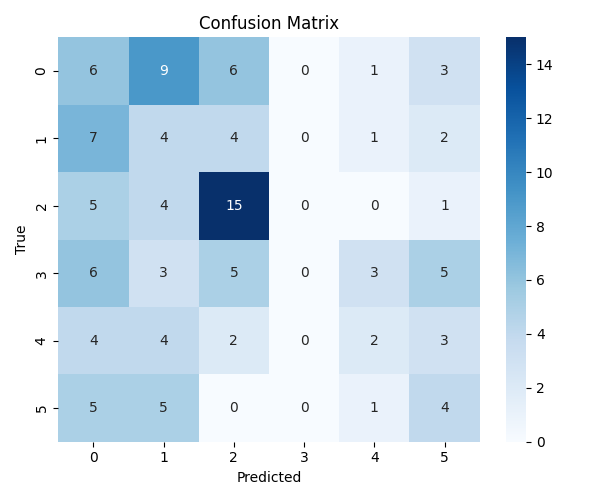 Confusion Matrix
True
0 6 9 6 0 1 3
1 7 4 4 0 1 2
2 5 4 15 0 0 1
3 6 3 5 0 3 5
4 4 4 2 0 2 3
5 5 5 0 0 1 4
0 1 2 3 4 5
Predicted
14
12
10
8
6
4
2
0